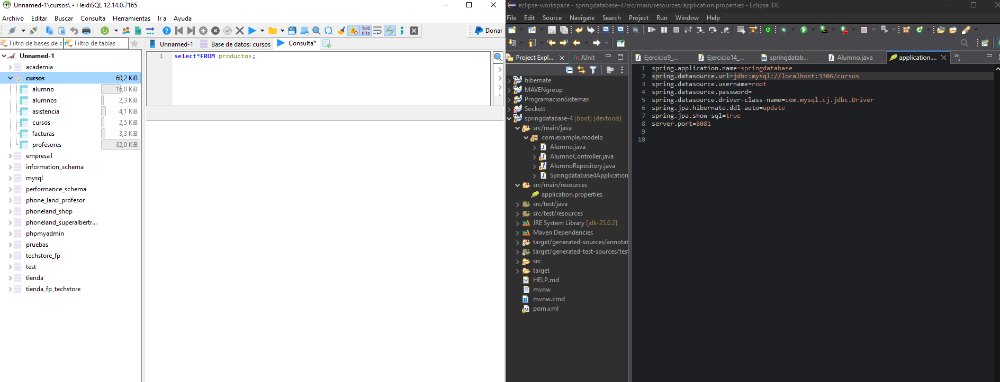 Unnamed-1\cursos\ - HeidiSQL 12.14.0.7165
Archivo Editar Buscar Consulta Herramientas Ir a Ayuda
Donar
Filtro de bases de c
Filtro de tablas
Unnamed-1
Base de datos: cursos
Consulta*
Unnamed-1
academia
cursos 60,2 KiB
alumno 16,0 KiB
alumnos 2,3 KiB
asistencia 4,1 KiB
cursos 2,5 KiB
facturas 3,3 KiB
profesores 32,0 KiB
empresa1
information_schema
mysql
performance_schema
phone_land_profesor
phoneland_shop
phoneland_superalbertr...
phpmyadmin
pruebas
techstore_fp
test
tienda
tienda_fp_techstore
1 select*FROM productos;
eclipse-workspace - springdatabase-4/src/main/resources/application.properties - Eclipse IDE
File Edit Source Navigate Search Project Run Window Help
Project Expl...
JUnit
hibernate
MAVENgroup
ProgramacionSistemas
Sockett
springdatabase-4 [boot] [devtools]
src/main/java
com.example.modelo
Alumno.java
AlumnoController.java
AlumnoRepository.java
Springdatabase4Application
src/main/resources
application.properties
src/test/java
src/test/resources
JRE System Library [jdk-25.0.2]
Maven Dependencies
target/generated-sources/annotat
target/generated-test-sources/test
src
target
HELP.md
mvnw
mvnw.cmd
pom.xml
Ejercicio9_...
Ejercicio14_...
springdatab...
Alumno.java
application....
»2
1 spring.application.name=springdatabase
2 spring.datasource.url=jdbc:mysql://localhost:3306/cursos
3 spring.datasource.username=root
4 spring.datasource.password=
5 spring.datasource.driver-class-name=com.mysql.cj.jdbc.Driver
6 spring.jpa.hibernate.ddl-auto=update
7 spring.jpa.show-sql=true
8 server.port=8081
9
10